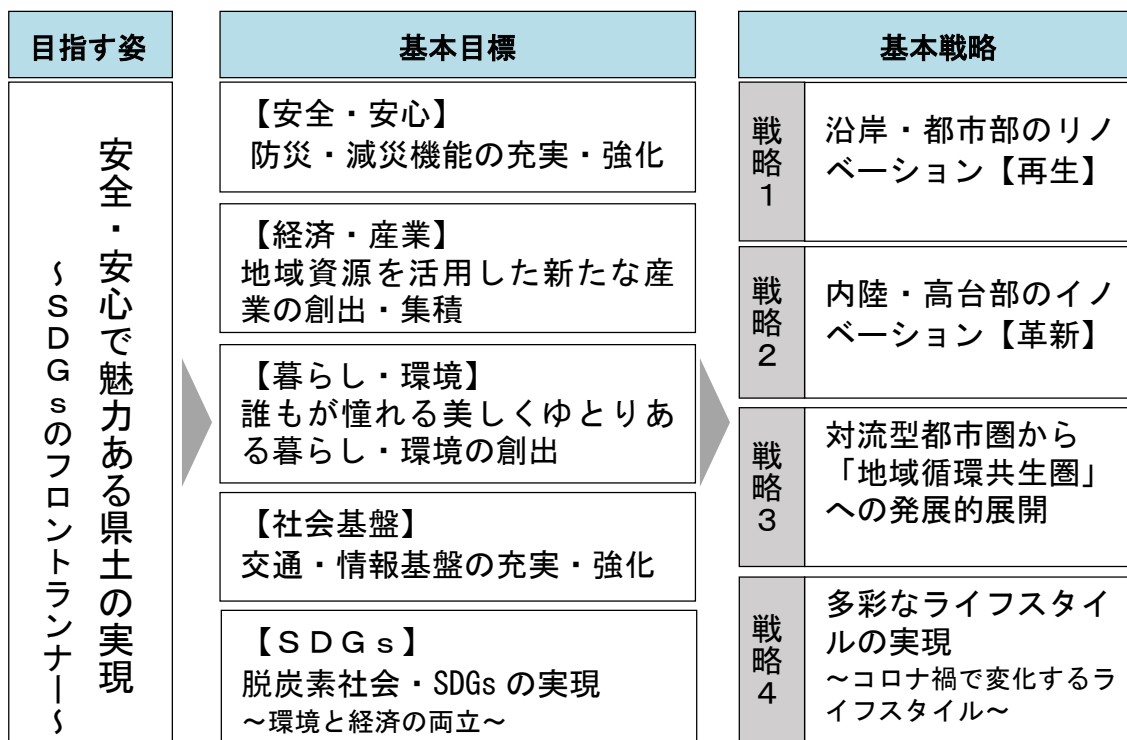 目指す姿
安全・安心で魅力ある県土の実現
～ＳＤＧｓのフロントランナー～
基本目標
【安全・安心】
防災・減災機能の充実・強化
【経済・産業】
地域資源を活用した新たな産
業の創出・集積
【暮らし・環境】
誰もが憧れる美しくゆとりあ
る暮らし・環境の創出
【社会基盤】
交通・情報基盤の充実・強化
【ＳＤＧｓ】
脱炭素社会・SDGs の実現
～環境と経済の両立～
基本戦略
戦略１
沿岸・都市部のリノ
ベーション【再生】
戦略２
内陸・高台部のイノ
ベーション【革新】
戦略３
対流型都市圏から
「地域循環共生圏」
への発展的展開
戦略４
多彩なライフスタイ
ルの実現
～コロナ禍で変化するラ
イフスタイル～